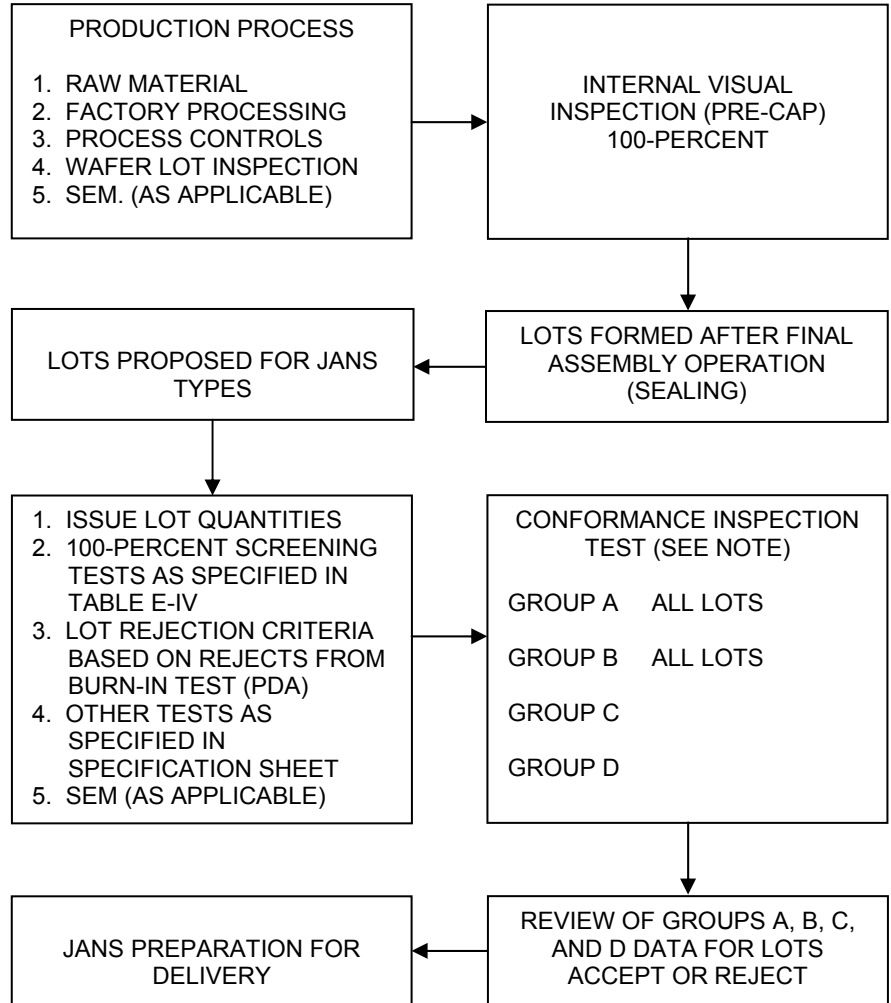 PRODUCTION PROCESS
1. RAW MATERIAL
2. FACTORY PROCESSING
3. PROCESS CONTROLS
4. WAFER LOT INSPECTION
5. SEM. (AS APPLICABLE)
INTERNAL VISUAL
INSPECTION (PRE-CAP)
100-PERCENT
LOTS FORMED AFTER FINAL
ASSEMBLY OPERATION
(SEALING)
LOTS PROPOSED FOR JANS
TYPES
1. ISSUE LOT QUANTITIES
2. 100-PERCENT SCREENING
TESTS AS SPECIFIED IN
TABLE E-IV
3. LOT REJECTION CRITERIA
BASED ON REJECTS FROM
BURN-IN TEST (PDA)
4. OTHER TESTS AS
SPECIFIED IN
SPECIFICATION SHEET
5. SEM (AS APPLICABLE)
CONFORMANCE INSPECTION
TEST (SEE NOTE)
GROUP A ALL LOTS
GROUP B ALL LOTS
GROUP C
GROUP D
REVIEW OF GROUPS A, B, C,
AND D DATA FOR LOTS
ACCEPT OR REJECT
JANS PREPARATION FOR
DELIVERY